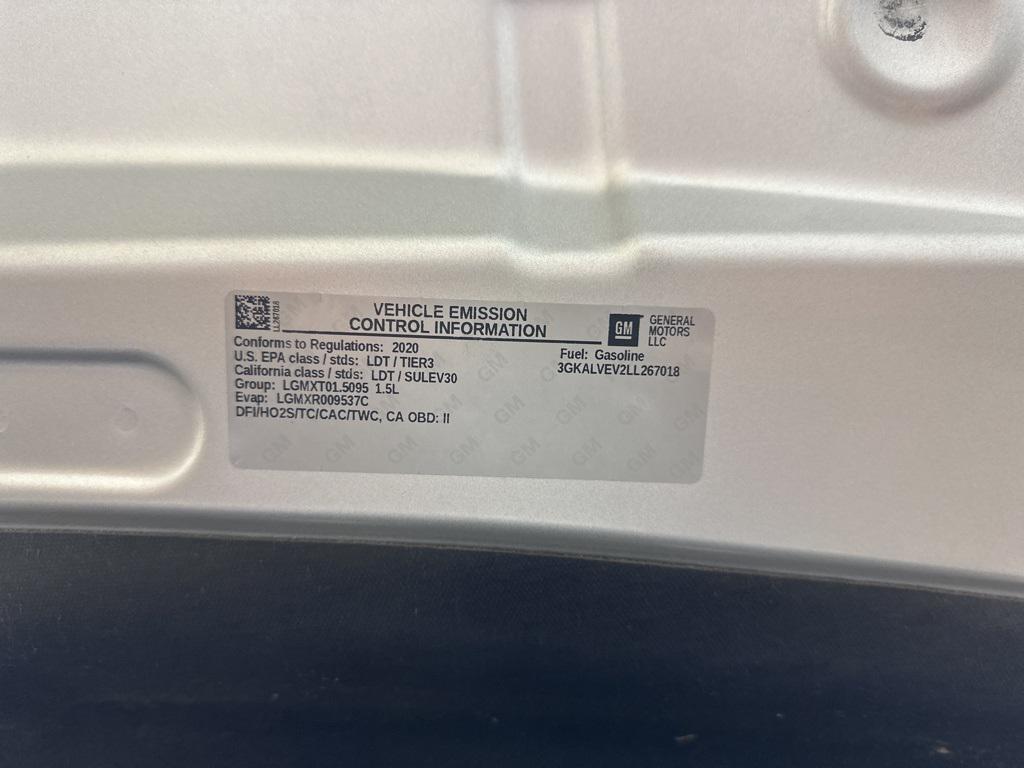 LL267018
VEHICLE EMISSION
CONTROL INFORMATION
GM
GENERAL
MOTORS
LLC
Conforms to Regulations: 2020
U.S. EPA class / stds: LDT / TIER3
California class / stds: LDT / SULEV30
Group: LGMXT01.5095 1.5L
Evap: LGMXR009537C
DFI/HO2S/TC/CAC/TWC, CA OBD: II
Fuel: Gasoline
3GKALVEV2LL267018